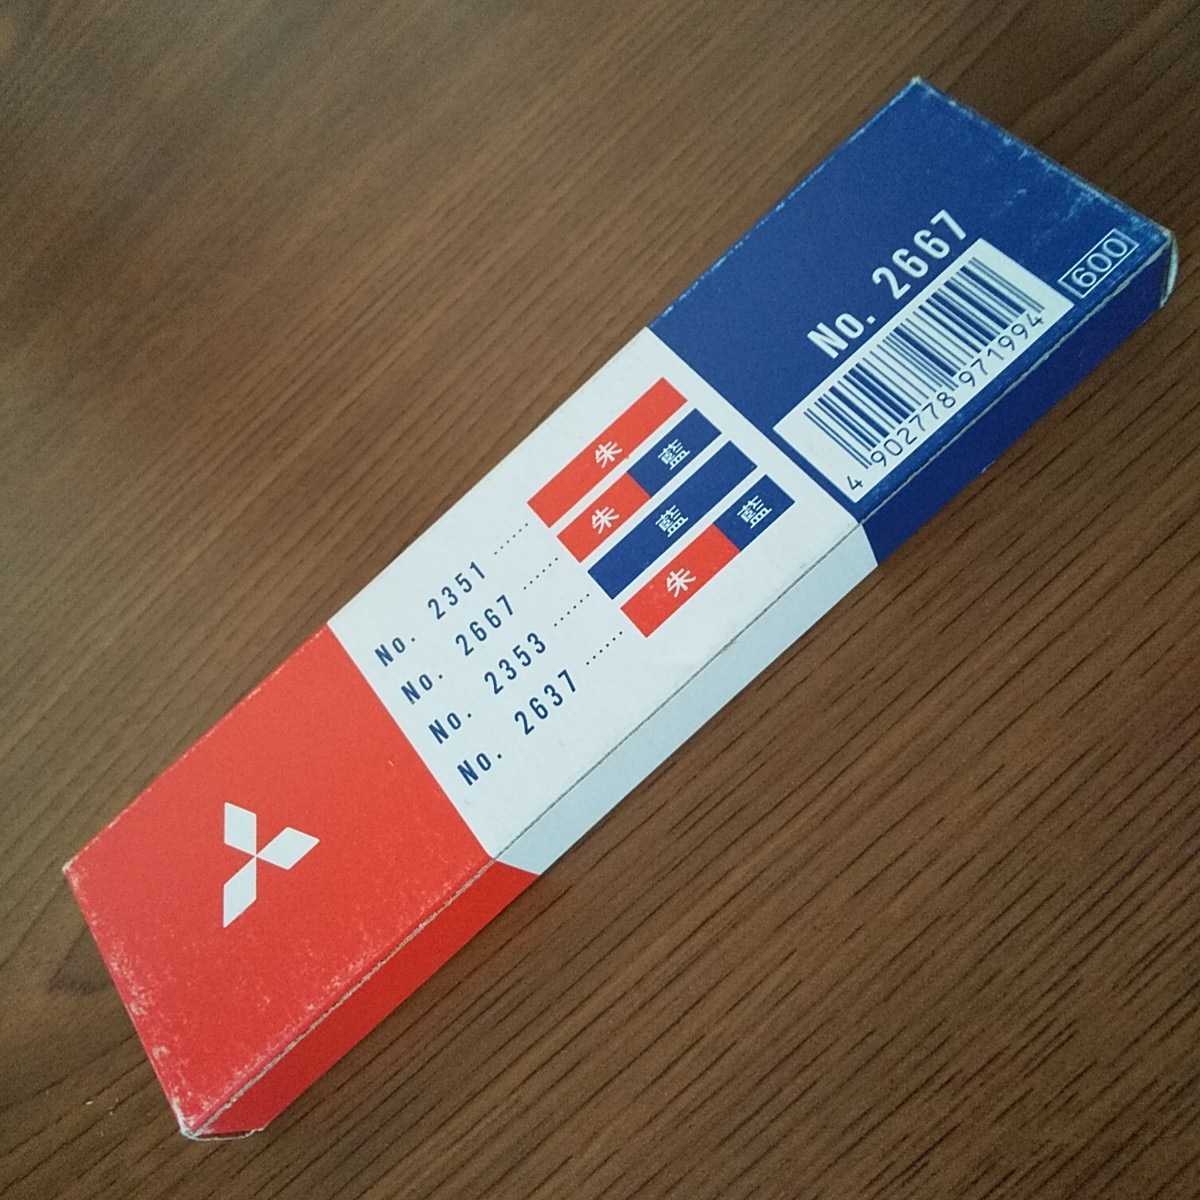 No. 2667
4 902778 971994
600
No. 2351 ........ 朱
No. 2667 ........ 朱 藍
No. 2353 ........ 藍
No. 2637 ........ 朱 藍